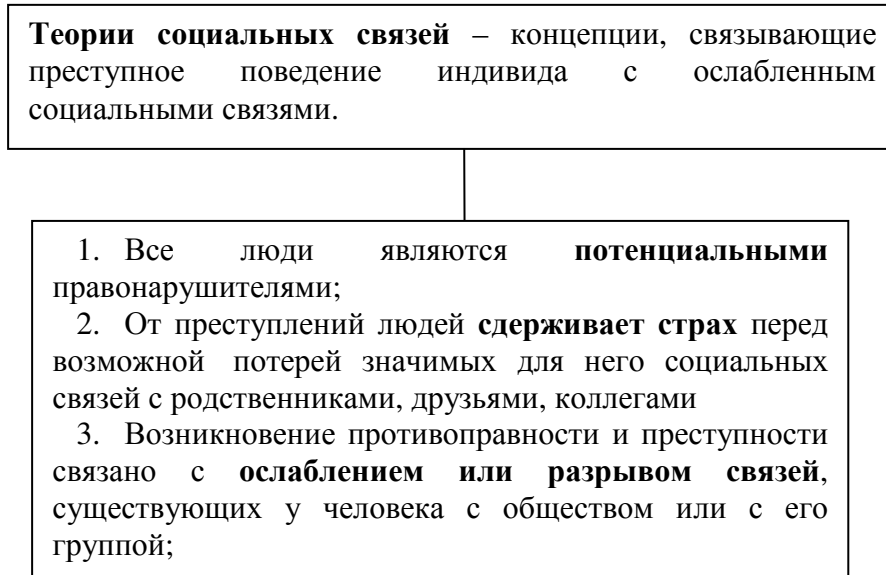 Теории социальных связей – концепции, связывающие
преступное поведение индивида с ослабленным
социальными связями.
1. Все люди являются потенциальными
правонарушителями;
2. От преступлений людей сдерживает страх перед
возможной потерей значимых для него социальных
связей с родственниками, друзьями, коллегами
3. Возникновение противоправности и преступности
связано с ослаблением или разрывом связей,
существующих у человека с обществом или с его
группой;